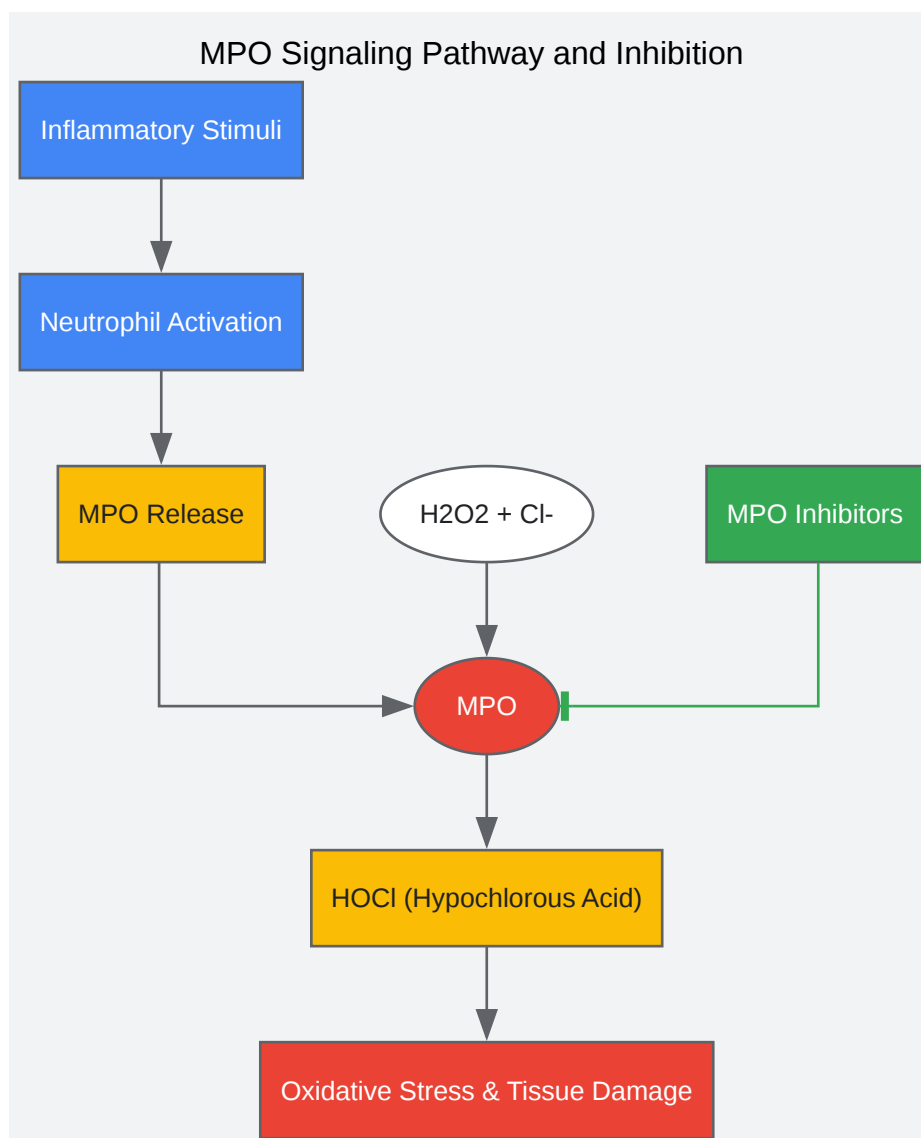 MPO Signaling Pathway and Inhibition
Inflammatory Stimuli
Neutrophil Activation
MPO Release
H2O2 + Cl-
MPO Inhibitors
MPO
HOCl (Hypochlorous Acid)
Oxidative Stress & Tissue Damage